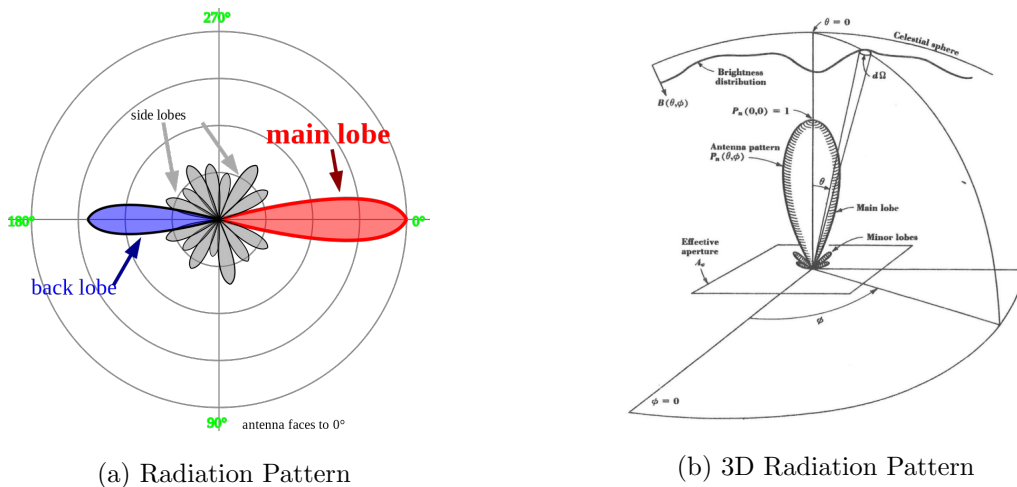 270°
side lobes
main lobe
180°
0°
back lobe
90°
antenna faces to 0°
(a) Radiation Pattern
θ = 0
Celestial sphere
Brightness
distribution
dΩ
B(θ,ϕ)
Pn(0,0) = 1
Antenna pattern
Pn(θ,ϕ)
θ
Main lobe
Minor lobes
Effective
aperture
Ae
ϕ
ϕ = 0
(b) 3D Radiation Pattern